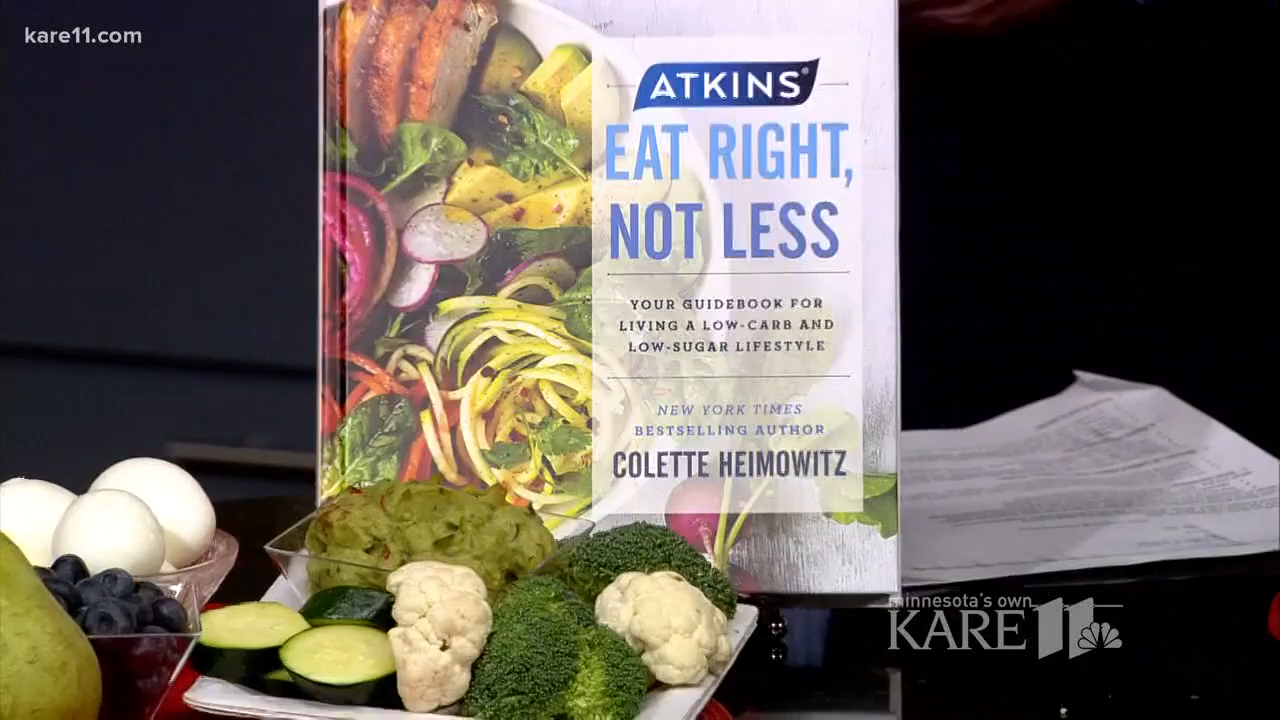 kare11.com
ATKINS®
EAT RIGHT,
NOT LESS
YOUR GUIDEBOOK FOR
LIVING A LOW-CARB AND
LOW-SUGAR LIFESTYLE
NEW YORK TIMES
BESTSELLING AUTHOR
COLETTE HEIMOWITZ
minnesota's own
KARE 11